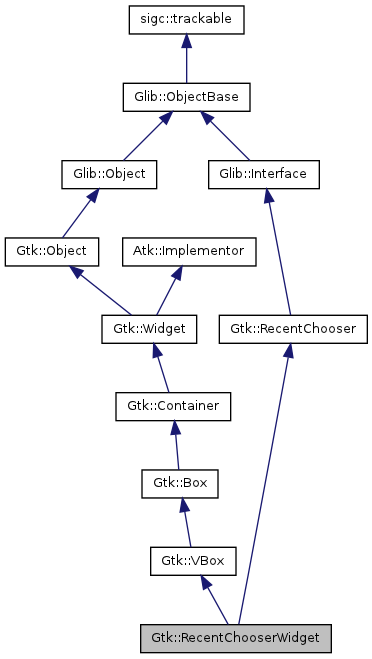 sigc::trackable
Glib::ObjectBase
Glib::Object
Glib::Interface
Gtk::Object
Atk::Implementor
Gtk::Widget
Gtk::RecentChooser
Gtk::Container
Gtk::Box
Gtk::VBox
Gtk::RecentChooserWidget